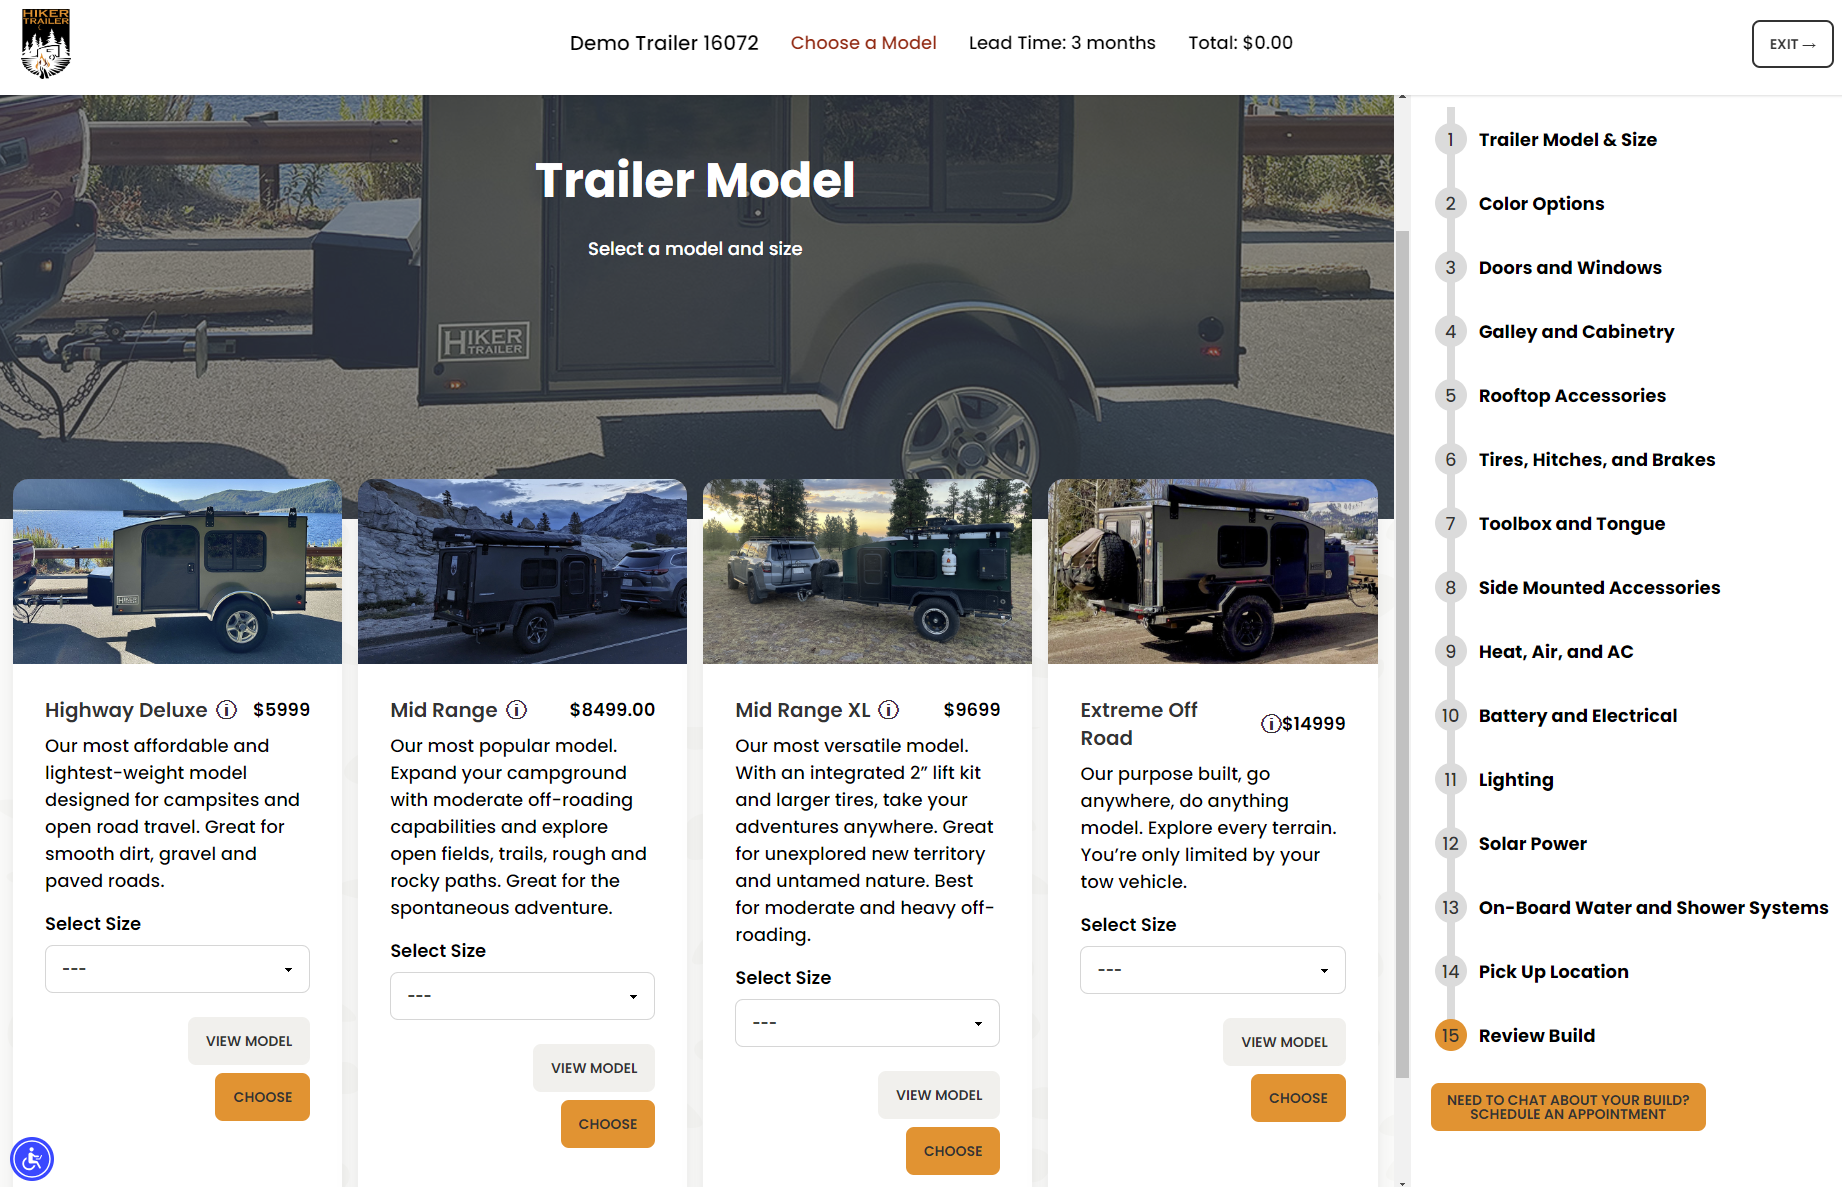 HIKER
TRAILER
Demo Trailer 16072
Choose a Model
Lead Time: 3 months
Total: $0.00
EXIT →
Trailer Model
Select a model and size
HIKER
TRAILER
Highway Deluxe ⓘ $5999
Our most affordable and
lightest-weight model
designed for campsites and
open road travel. Great for
smooth dirt, gravel and
paved roads.
Select Size
---
VIEW MODEL
CHOOSE
Mid Range ⓘ $8499.00
Our most popular model.
Expand your campground
with moderate off-roading
capabilities and explore
open fields, trails, rough and
rocky paths. Great for the
spontaneous adventure.
Select Size
---
VIEW MODEL
CHOOSE
Mid Range XL ⓘ $9699
Our most versatile model.
With an integrated 2” lift kit
and larger tires, take your
adventures anywhere. Great
for unexplored new territory
and untamed nature. Best
for moderate and heavy off-
roading.
Select Size
---
VIEW MODEL
CHOOSE
Extreme Off
Road
ⓘ$14999
Our purpose built, go
anywhere, do anything
model. Explore every terrain.
You’re only limited by your
tow vehicle.
Select Size
---
VIEW MODEL
CHOOSE
1 Trailer Model & Size
2 Color Options
3 Doors and Windows
4 Galley and Cabinetry
5 Rooftop Accessories
6 Tires, Hitches, and Brakes
7 Toolbox and Tongue
8 Side Mounted Accessories
9 Heat, Air, and AC
10 Battery and Electrical
11 Lighting
12 Solar Power
13 On-Board Water and Shower Systems
14 Pick Up Location
15 Review Build
NEED TO CHAT ABOUT YOUR BUILD?
SCHEDULE AN APPOINTMENT